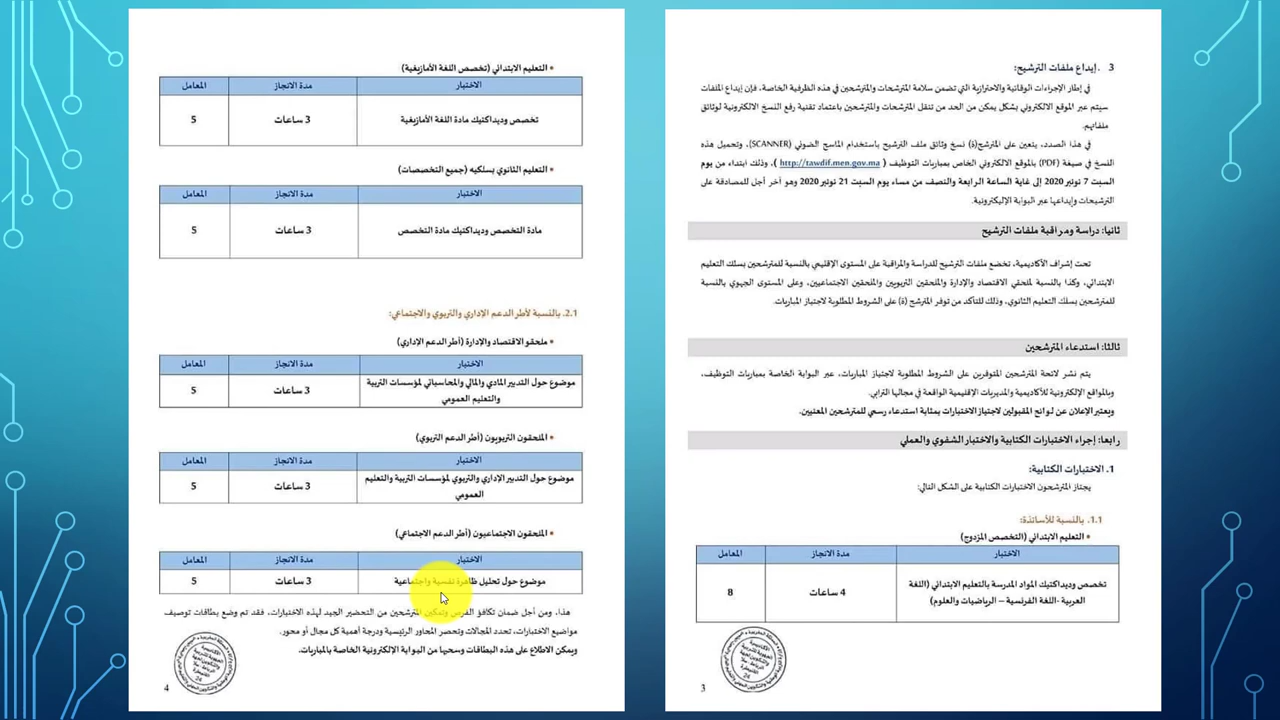 3 . إيداع ملفات الترشيح:
في إطار الإجراءات الوقائية والاحترازية التي تضمن سلامة المترشحات والمترشحين في هذه الظرفية الخاصة، فإن إيداع الملفات
سيتم عبر الموقع الالكتروني بشكل يمكن من الحد من تنقل المترشحات والمترشحين باعتماد تقنية رفع النسخ الالكترونية لوثائق
ملفاتهم.
في هذا الصدد، يتعين على المترشح(ة) نسخ وثائق ملف الترشيح باستخدام الماسح الضوئي (SCANNER)، وتحميل هذه
النسخ في صيغة (PDF) بالموقع الالكتروني الخاص بمباريات التوظيف ( http://tawdif.men.gov.ma )، وذلك ابتداء من يوم
السبت 7 نونبر 2020 إلى غاية الساعة الرابعة والنصف من مساء يوم السبت 21 نونبر 2020 وهو آخر أجل للمصادقة على
الترشيحات وإيداعها عبر البوابة الإليكترونية.
ثانيا: دراسة ومراقبة ملفات الترشيح
تحت إشراف الأكاديمية، تخضع ملفات الترشيح للدراسة والمراقبة على المستوى الإقليمي بالنسبة للمترشحين بسلك التعليم
الابتدائي، وكذا بالنسبة لملحقي الاقتصاد والإدارة والملحقين التربويين والملحقين الاجتماعيين، وعلى المستوى الجهوي بالنسبة
للمترشحين بسلك التعليم الثانوي، وذلك للتأكد من توفر المترشح (ة) على الشروط المطلوبة لاجتياز المباريات.
ثالثا: استدعاء المترشحين
يتم نشر لائحة المترشحين المتوفرين على الشروط المطلوبة لاجتياز المباريات، عبر البوابة الخاصة بمباريات التوظيف،
وبالمواقع الإلكترونية للأكاديمية والمديريات الإقليمية الواقعة في مجالها الترابي.
ويعتبر الإعلان عن لوائح المقبولين لاجتياز الاختبارات بمثابة استدعاء رسمي للمترشحين المعنيين.
رابعا: إجراء الاختبارات الكتابية والاختبار الشفوي والعملي
1. الاختبارات الكتابية:
يجتاز المترشحون الاختبارات الكتابية على الشكل التالي:
1.1. بالنسبة للأساتذة:
• التعليم الابتدائي (التخصص المزدوج)
الاختبار مدة الانجاز المعامل
تخصص وديداكتيك المواد المدرسة بالتعليم الابتدائي (اللغة
العربية -اللغة الفرنسية – الرياضيات والعلوم)
4 ساعات 8
3
• التعليم الابتدائي (تخصص اللغة الأمازيغية)
الاختبار مدة الانجاز المعامل
تخصص وديداكتيك مادة اللغة الأمازيغية 3 ساعات 5
• التعليم الثانوي بسلكيه (جميع التخصصات)
الاختبار مدة الانجاز المعامل
مادة التخصص وديداكتيك مادة التخصص 3 ساعات 5
2.1. بالنسبة لأطر الدعم الإداري والتربوي والاجتماعي:
• ملحقو الاقتصاد والإدارة (أطر الدعم الإداري)
الاختبار مدة الانجاز المعامل
موضوع حول التدبير المادي والمالي والمحاسباتي لمؤسسات التربية
والتعليم العمومي
3 ساعات 5
• الملحقون التربويون (أطر الدعم التربوي)
الاختبار مدة الانجاز المعامل
موضوع حول التدبير الإداري والتربوي لمؤسسات التربية والتعليم
العمومي
3 ساعات 5
• الملحقون الاجتماعيون (أطر الدعم الاجتماعي)
الاختبار مدة الانجاز المعامل
موضوع حول تحليل ظاهرة نفسية واجتماعية 3 ساعات 5
هذا، ومن أجل ضمان تكافؤ الفرص وتمكين المترشحين من التحضير الجيد لهذه الاختبارات، فقد تم وضع بطاقات توصيف
مواضيع الاختبارات، تحدد المجالات وتحصر المحاور الرئيسية ودرجة أهمية كل مجال أو محور.
ويمكن الاطلاع على هذه البطاقات وسحبها من البوابة الإلكترونية الخاصة بالمباريات.
4